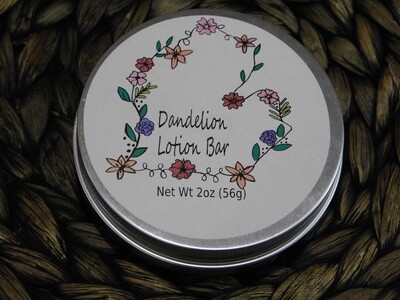 Dandelion
Lotion Bar
Net Wt 2oz (56g)